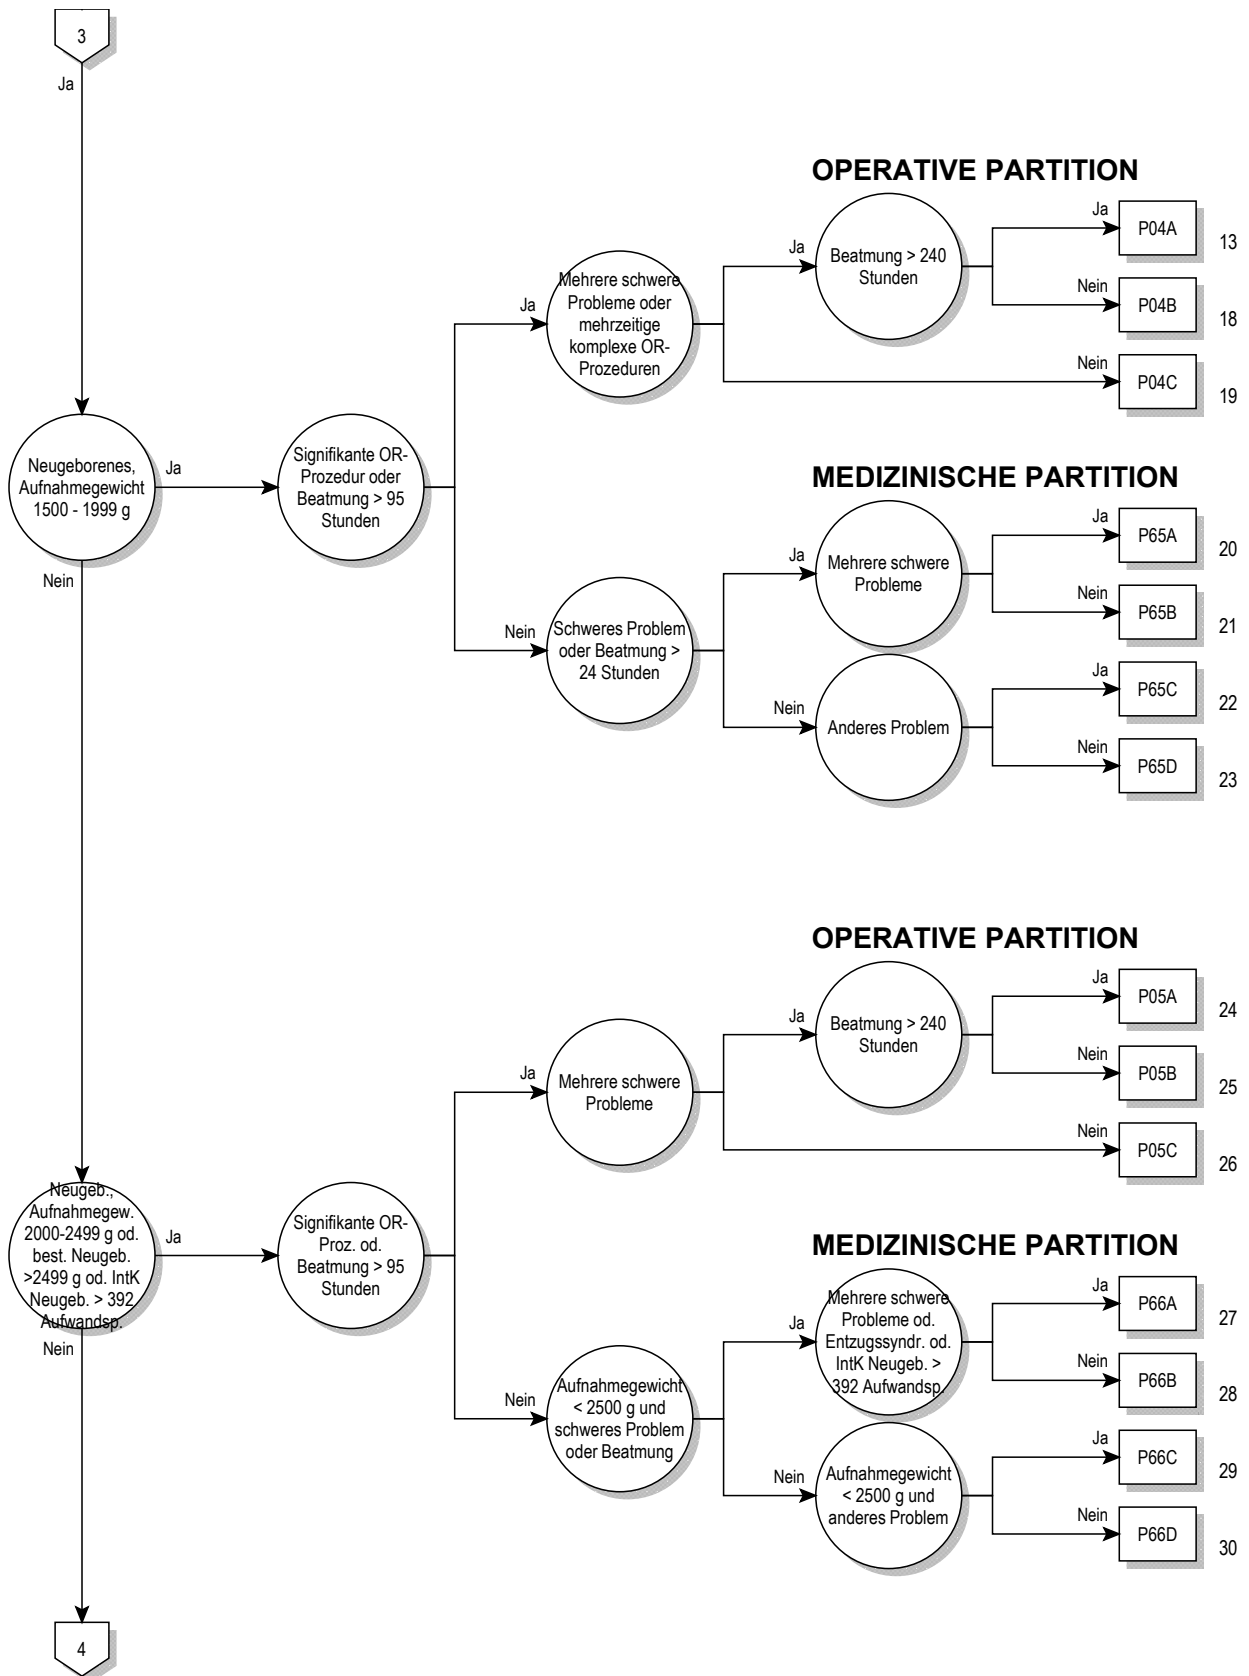 3
Ja
OPERATIVE PARTITION
Ja
P04A
13
Ja
Beatmung > 240
Stunden
Nein
P04B
18
Ja
Mehrere schwere
Probleme oder
mehrzeitige
komplexe OR-
Prozeduren
Nein
P04C
19
Neugeborenes,
Aufnahmegewicht
1500 - 1999 g
Ja
Signifikante OR-
Prozedur oder
Beatmung > 95
Stunden
MEDIZINISCHE PARTITION
Ja
P65A
20
Ja
Mehrere schwere
Probleme
Nein
P65B
21
Nein
Nein
Schweres Problem
oder Beatmung >
24 Stunden
Ja
P65C
22
Nein
Anderes Problem
Nein
P65D
23
OPERATIVE PARTITION
Ja
P05A
24
Ja
Beatmung > 240
Stunden
Nein
P05B
25
Ja
Mehrere schwere
Probleme
Nein
P05C
26
Neugeb.,
Aufnahmegew.
2000-2499 g od.
best. Neugeb.
>2499 g od. IntK
Neugeb. > 392
Aufwandsp.
Ja
Signifikante OR-
Proz. od.
Beatmung > 95
Stunden
MEDIZINISCHE PARTITION
Ja
P66A
27
Ja
Mehrere schwere
Probleme od.
Entzugssyndr. od.
IntK Neugeb. >
392 Aufwandsp.
Nein
P66B
28
Nein
Nein
Aufnahmegewicht
< 2500 g und
schweres Problem
oder Beatmung
Ja
P66C
29
Nein
Aufnahmegewicht
< 2500 g und
anderes Problem
Nein
P66D
30
4